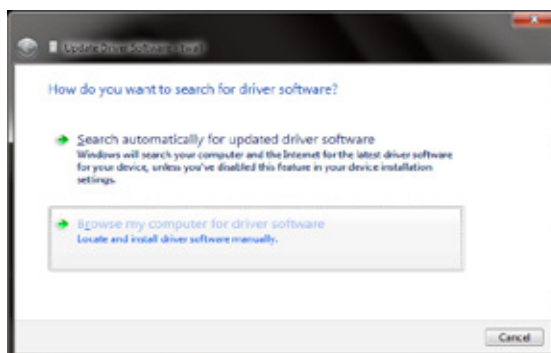 Update Driver Software -
How do you want to search for driver software?
Search automatically for updated driver software
Windows will search your computer and the Internet for the latest driver software
for your device, unless you've disabled this feature in your device installation
settings.
Browse my computer for driver software
Locate and install driver software manually.
Cancel